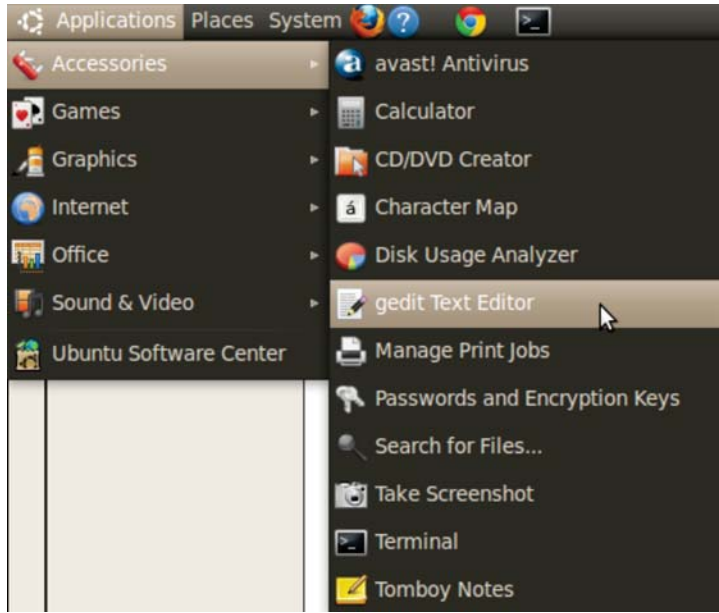 Applications Places System
Accessories
Games
Graphics
Internet
Office
Sound & Video
Ubuntu Software Center
avast! Antivirus
Calculator
CD/DVD Creator
á Character Map
Disk Usage Analyzer
gedit Text Editor
Manage Print Jobs
Passwords and Encryption Keys
Search for Files...
Take Screenshot
Terminal
Tomboy Notes